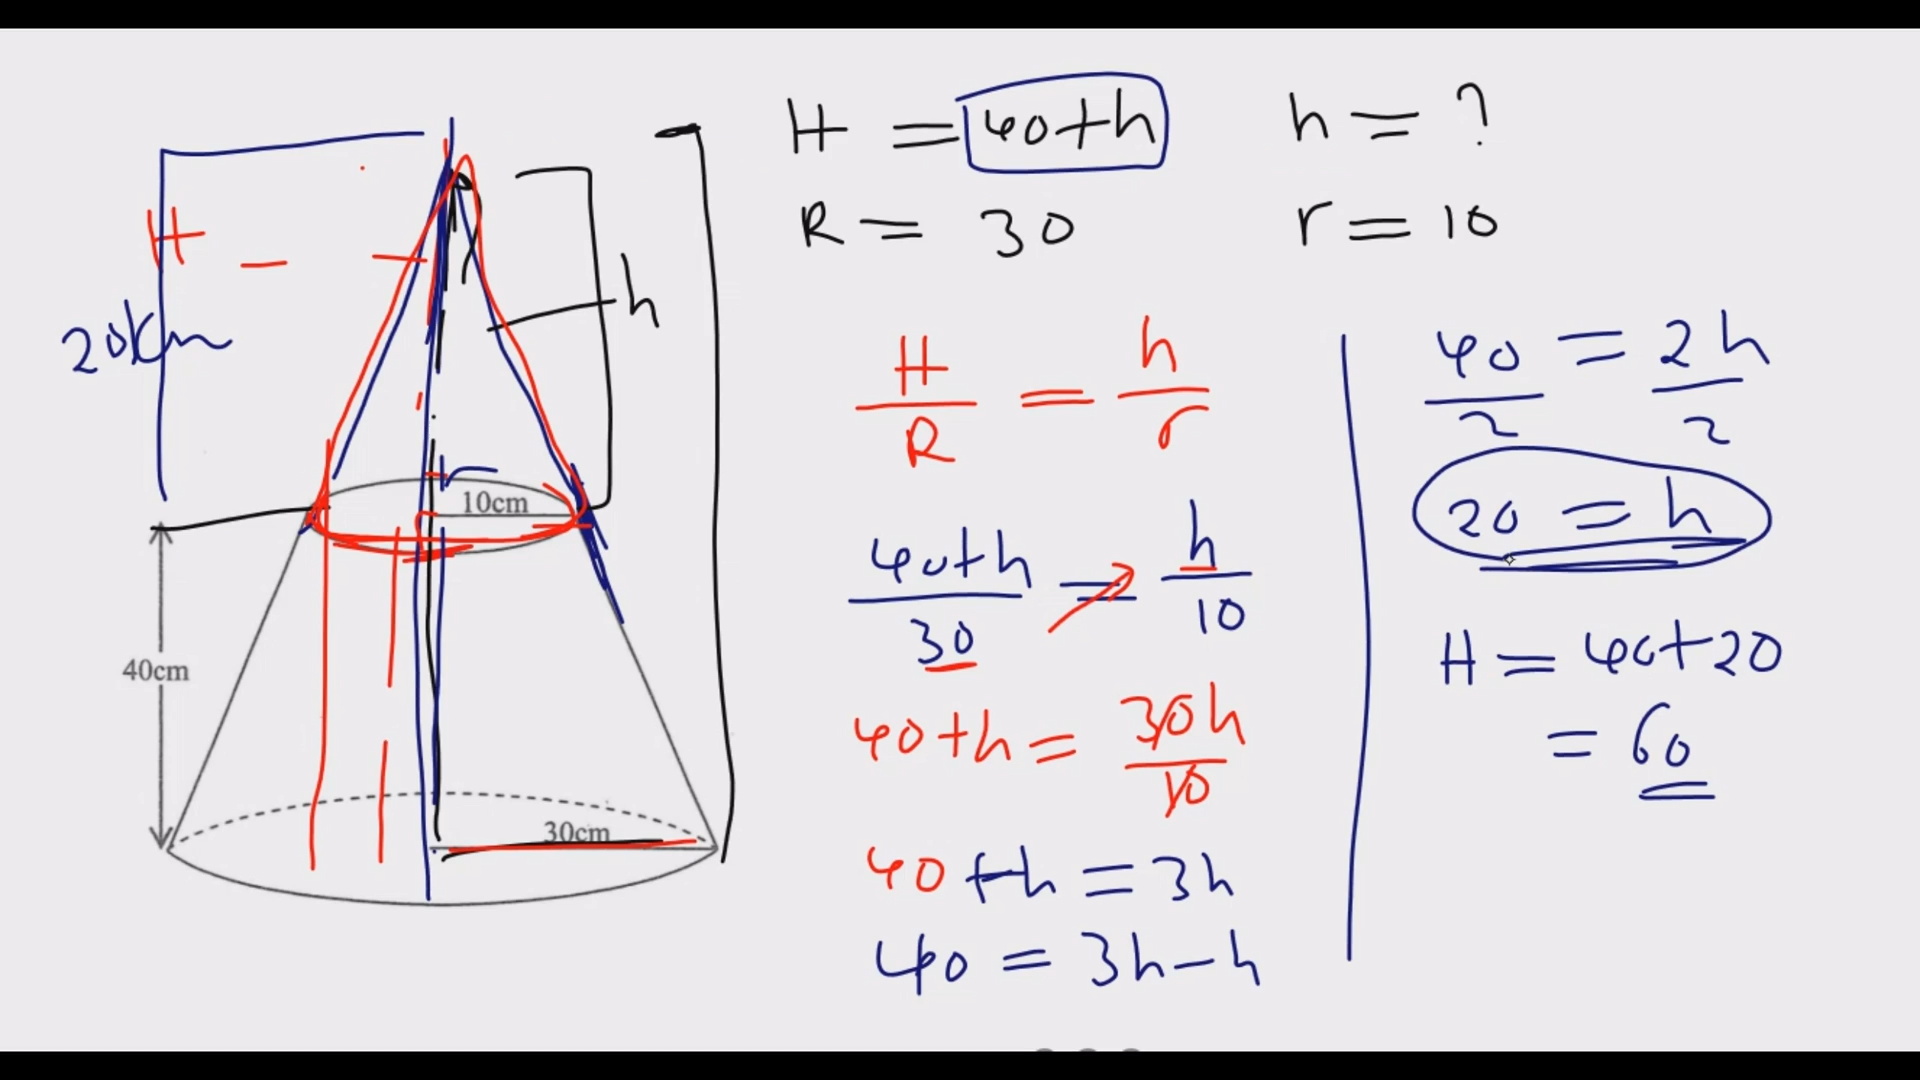 H = 40+h
h = ?
R = 30
r = 10
H
20cm
h
r
10cm
40cm
30cm
H/R = h/r
40+h/30 = h/10
40+h = 30h/10
40+h = 3h
40 = 3h-h
40/2 = 2h/2
20 = h
H = 40+20
= 60